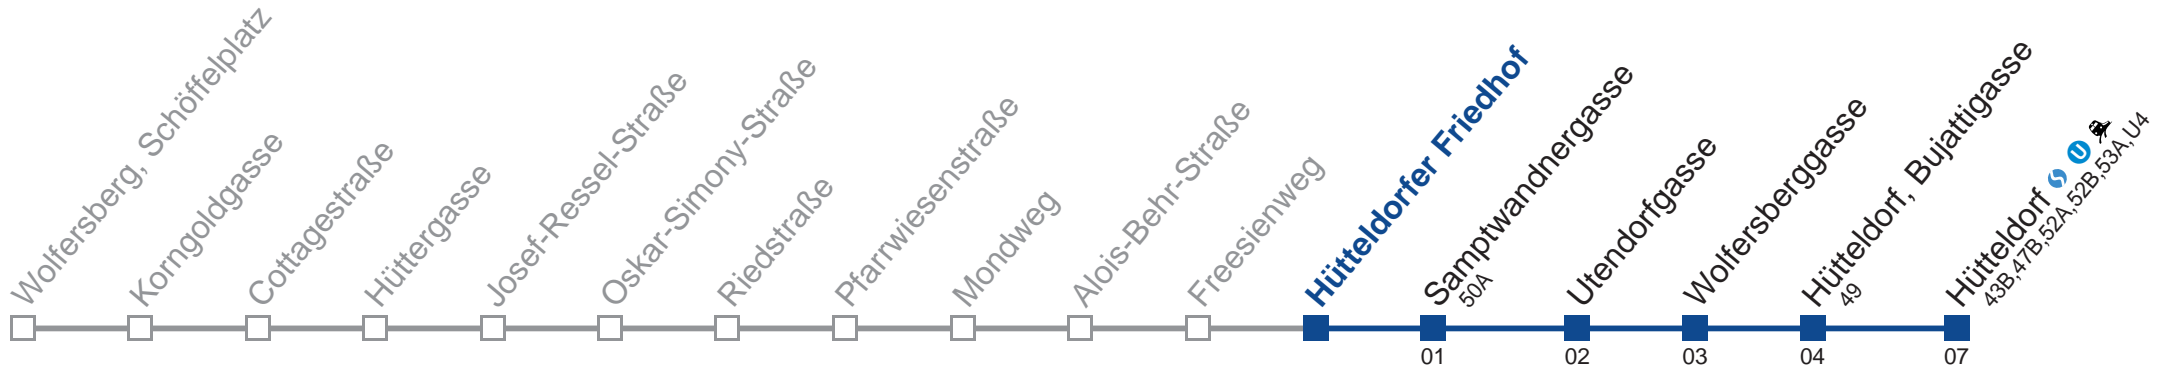 Wolfersberg, Schöffelplatz
Korngoldgasse
Cottagestraße
Hüttergasse
Josef-Ressel-Straße
Oskar-Simony-Straße
Riedstraße
Pfarrwiesenstraße
Mondweg
Alois-Behr-Straße
Freesienweg
Hütteldorfer Friedhof
Samptwandnergasse
50A
01
Utendorfgasse
02
Wolfersberggasse
03
Hütteldorf, Bujattigasse
49
04
Hütteldorf U
43B,47B,52A,52B,53A,U4
07